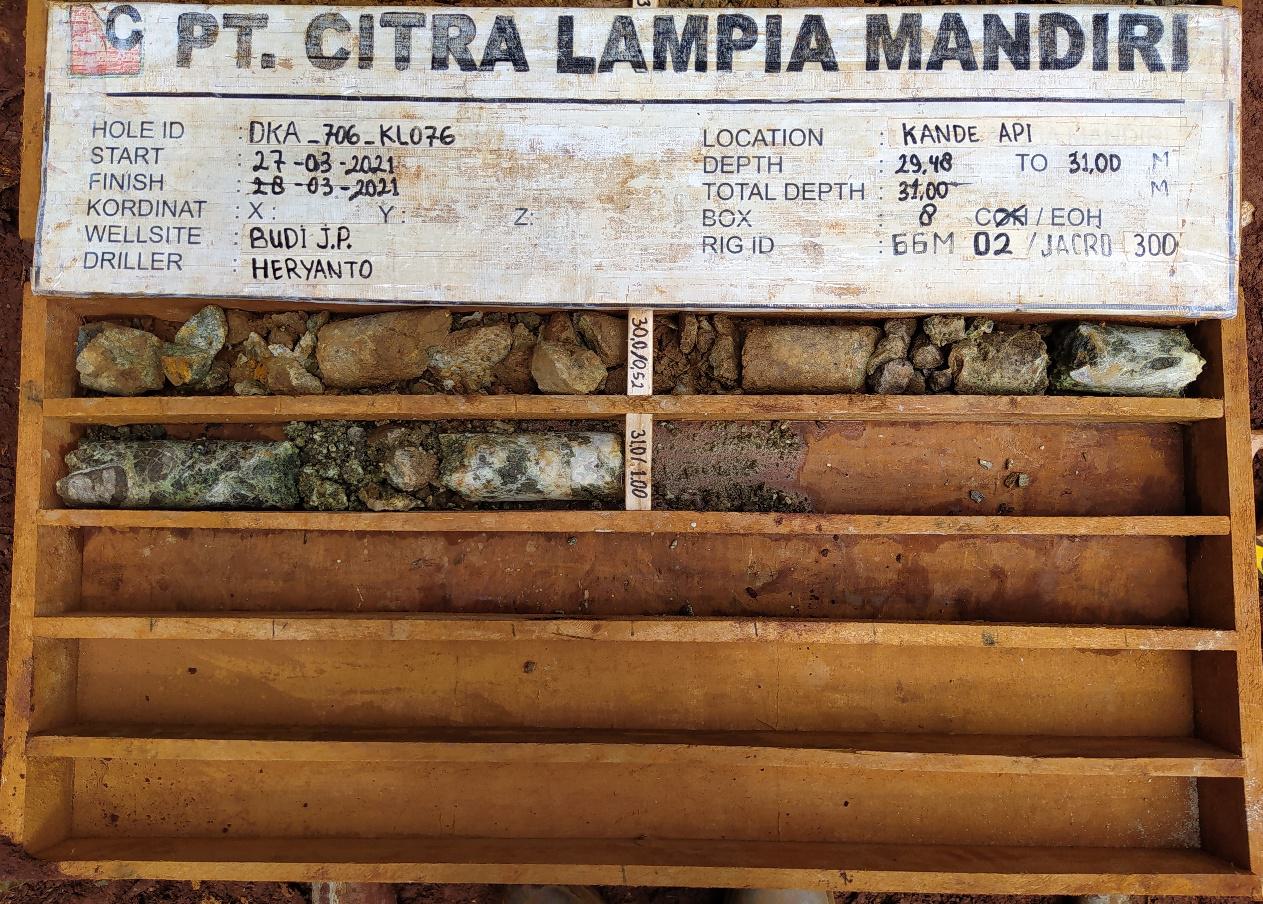 C PT. CITRA LAMPIA MANDIRI
HOLE ID : DKA_706_KL076
START : 27-03-2021
FINISH : 28-03-2021
KORDINAT : X : Y : Z:
WELLSITE : BUDI J.P.
DRILLER : HERYANTO
LOCATION : KANDE API
DEPTH : 29,48 TO 31,00 M
TOTAL DEPTH : 31,00 M
BOX : 8 COH / EOH
RIG ID : GGM 02 / JACRO 300
30,0/0,52
31,0/1.00